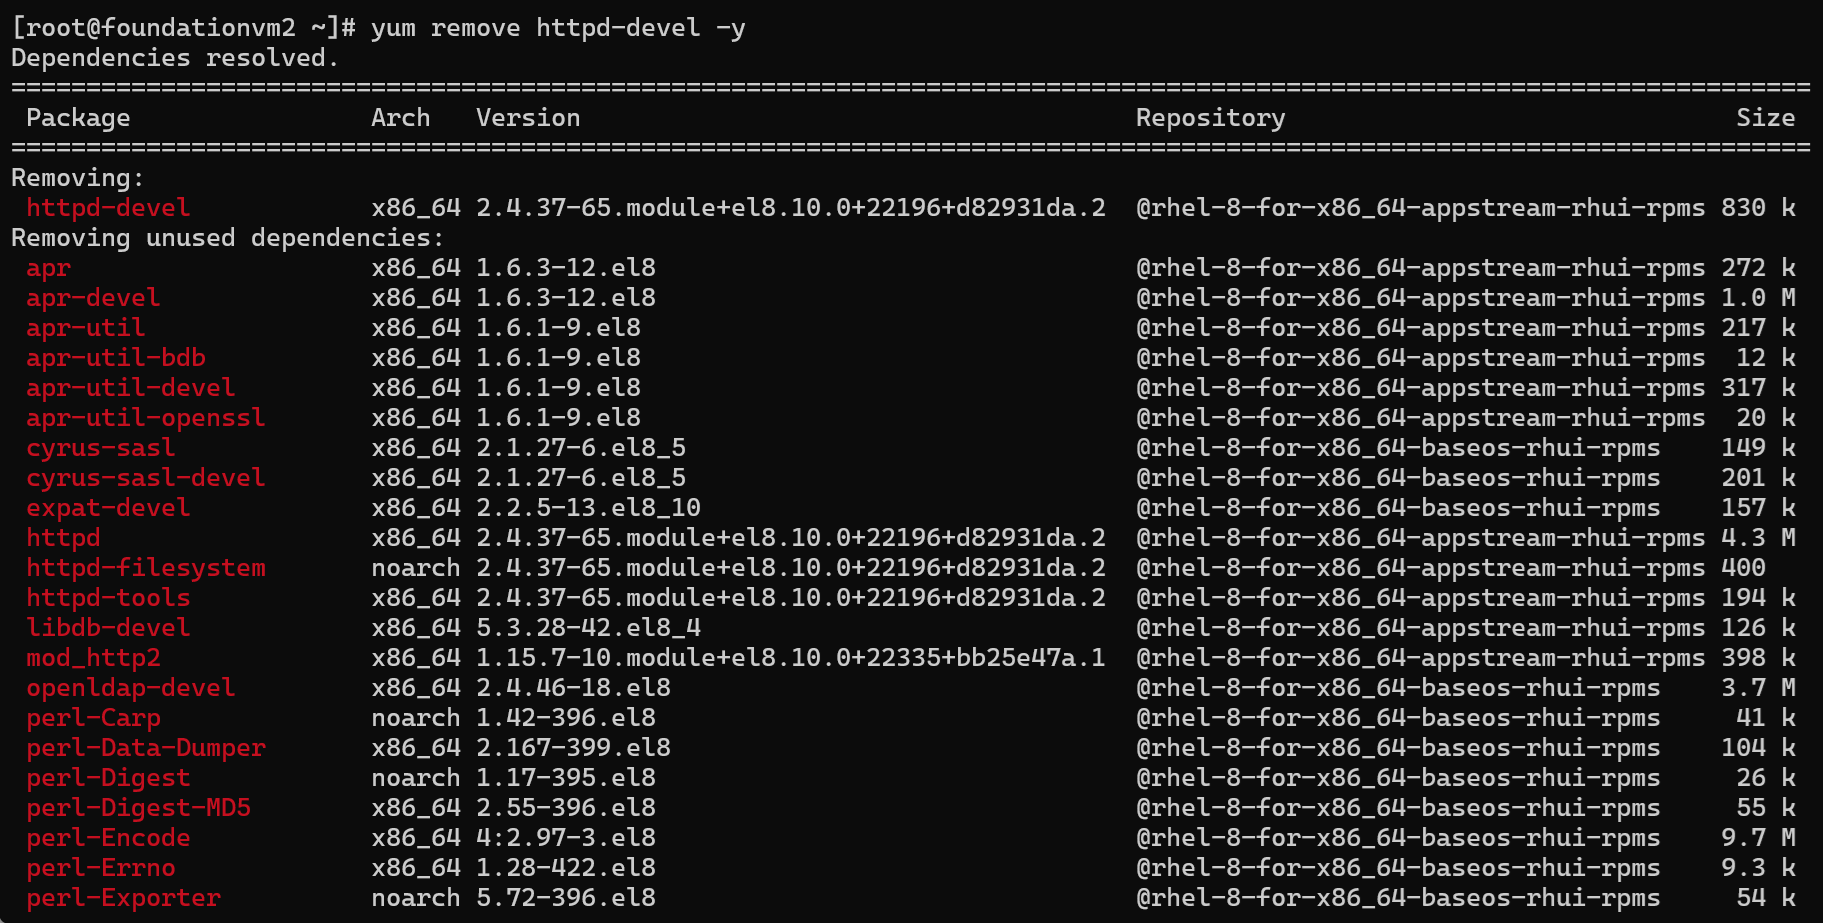 [root@foundationvm2 ~]# yum remove httpd-devel -y
Dependencies resolved.
========================================================================================================================
Package Arch Version Repository Size
========================================================================================================================
Removing:
httpd-devel x86_64 2.4.37-65.module+el8.10.0+22196+d82931da.2 @rhel-8-for-x86_64-appstream-rhui-rpms 830 k
Removing unused dependencies:
apr x86_64 1.6.3-12.el8 @rhel-8-for-x86_64-appstream-rhui-rpms 272 k
apr-devel x86_64 1.6.3-12.el8 @rhel-8-for-x86_64-appstream-rhui-rpms 1.0 M
apr-util x86_64 1.6.1-9.el8 @rhel-8-for-x86_64-appstream-rhui-rpms 217 k
apr-util-bdb x86_64 1.6.1-9.el8 @rhel-8-for-x86_64-appstream-rhui-rpms 12 k
apr-util-devel x86_64 1.6.1-9.el8 @rhel-8-for-x86_64-appstream-rhui-rpms 317 k
apr-util-openssl x86_64 1.6.1-9.el8 @rhel-8-for-x86_64-appstream-rhui-rpms 20 k
cyrus-sasl x86_64 2.1.27-6.el8_5 @rhel-8-for-x86_64-baseos-rhui-rpms 149 k
cyrus-sasl-devel x86_64 2.1.27-6.el8_5 @rhel-8-for-x86_64-baseos-rhui-rpms 201 k
expat-devel x86_64 2.2.5-13.el8_10 @rhel-8-for-x86_64-baseos-rhui-rpms 157 k
httpd x86_64 2.4.37-65.module+el8.10.0+22196+d82931da.2 @rhel-8-for-x86_64-appstream-rhui-rpms 4.3 M
httpd-filesystem noarch 2.4.37-65.module+el8.10.0+22196+d82931da.2 @rhel-8-for-x86_64-appstream-rhui-rpms 400
httpd-tools x86_64 2.4.37-65.module+el8.10.0+22196+d82931da.2 @rhel-8-for-x86_64-appstream-rhui-rpms 194 k
libdb-devel x86_64 5.3.28-42.el8_4 @rhel-8-for-x86_64-appstream-rhui-rpms 126 k
mod_http2 x86_64 1.15.7-10.module+el8.10.0+22335+bb25e47a.1 @rhel-8-for-x86_64-appstream-rhui-rpms 398 k
openldap-devel x86_64 2.4.46-18.el8 @rhel-8-for-x86_64-baseos-rhui-rpms 3.7 M
perl-Carp noarch 1.42-396.el8 @rhel-8-for-x86_64-baseos-rhui-rpms 41 k
perl-Data-Dumper x86_64 2.167-399.el8 @rhel-8-for-x86_64-baseos-rhui-rpms 104 k
perl-Digest noarch 1.17-395.el8 @rhel-8-for-x86_64-baseos-rhui-rpms 26 k
perl-Digest-MD5 x86_64 2.55-396.el8 @rhel-8-for-x86_64-baseos-rhui-rpms 55 k
perl-Encode x86_64 4:2.97-3.el8 @rhel-8-for-x86_64-baseos-rhui-rpms 9.7 M
perl-Errno x86_64 1.28-422.el8 @rhel-8-for-x86_64-baseos-rhui-rpms 9.3 k
perl-Exporter noarch 5.72-396.el8 @rhel-8-for-x86_64-baseos-rhui-rpms 54 k